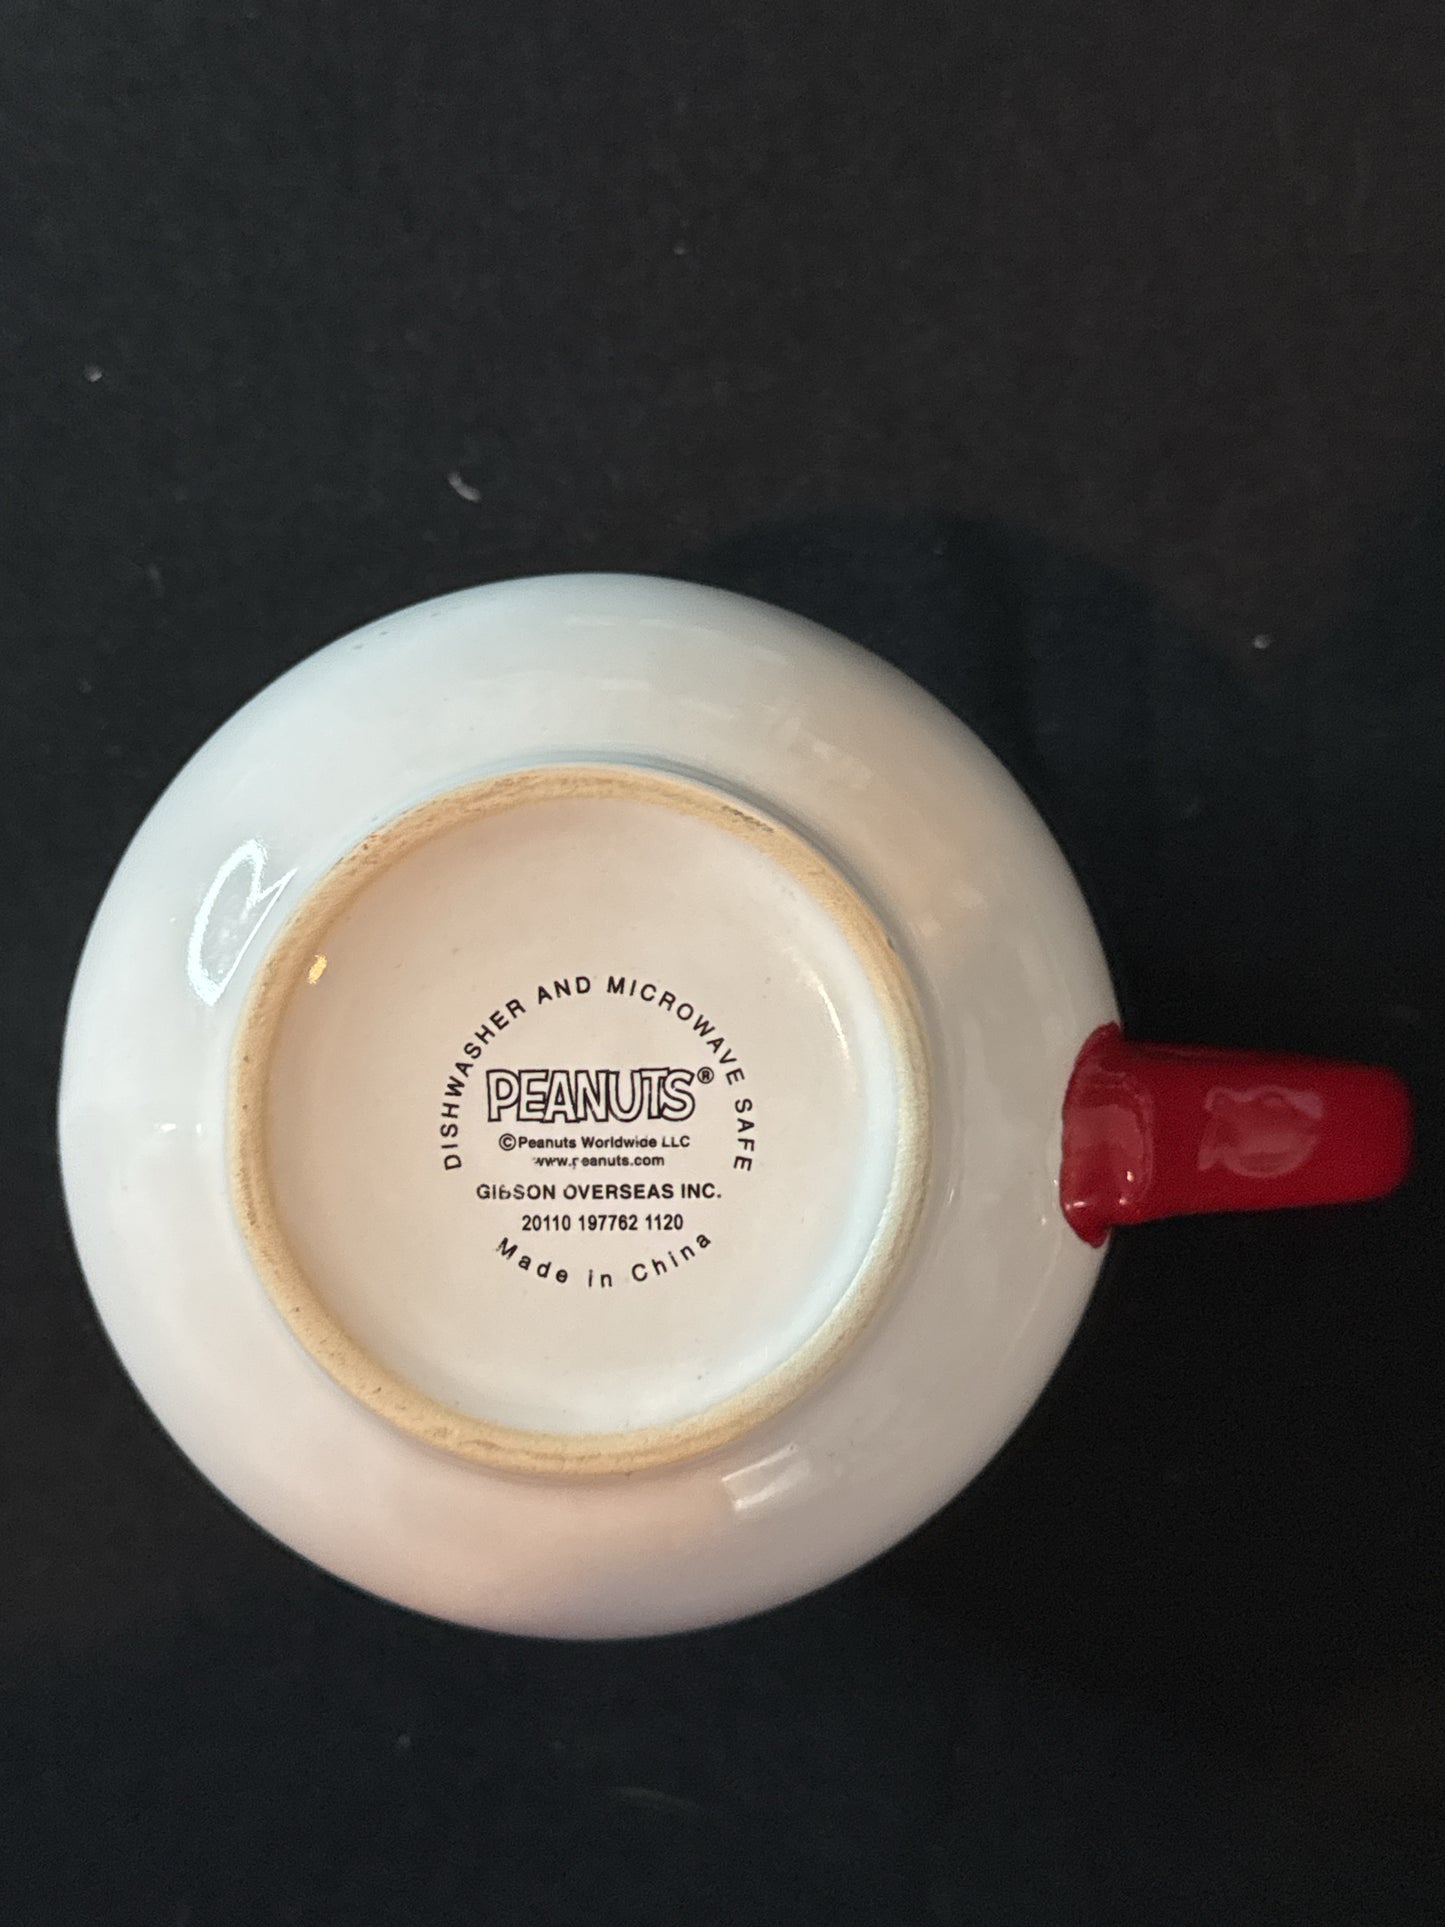 DISHWASHER AND MICROWAVE SAFE
PEANUTS®
©Peanuts Worldwide LLC
www.peanuts.com
GIBSON OVERSEAS INC.
20110 197762 1120
Made in China